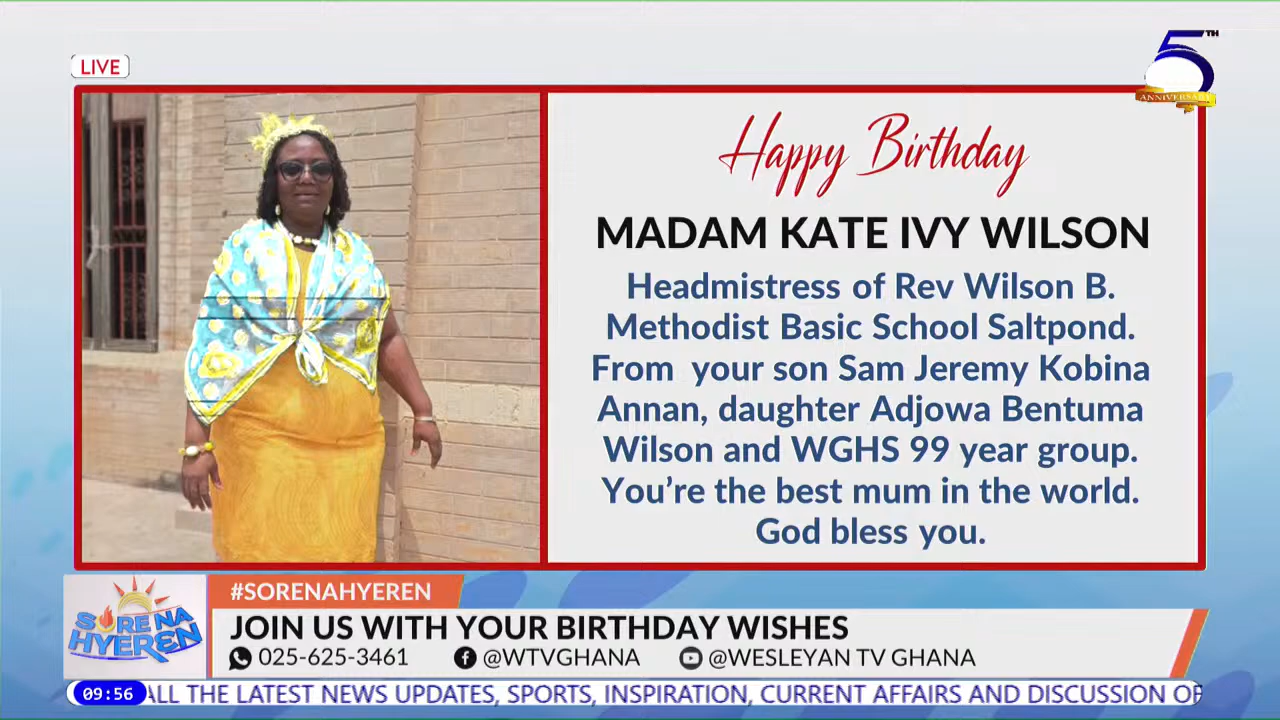 LIVE
5TH
ANNIVERSARY
Happy Birthday
MADAM KATE IVY WILSON
Headmistress of Rev Wilson B.
Methodist Basic School Saltpond.
From your son Sam Jeremy Kobina
Annan, daughter Adjowa Bentuma
Wilson and WGHS 99 year group.
You’re the best mum in the world.
God bless you.
#SORENAHYEREN
SORE NA
HYERƐN
JOIN US WITH YOUR BIRTHDAY WISHES
025-625-3461 @WTVGHANA @WESLEYAN TV GHANA
09:56 ALL THE LATEST NEWS UPDATES, SPORTS, INSPIRATION, CURRENT AFFAIRS AND DISCUSSION OF